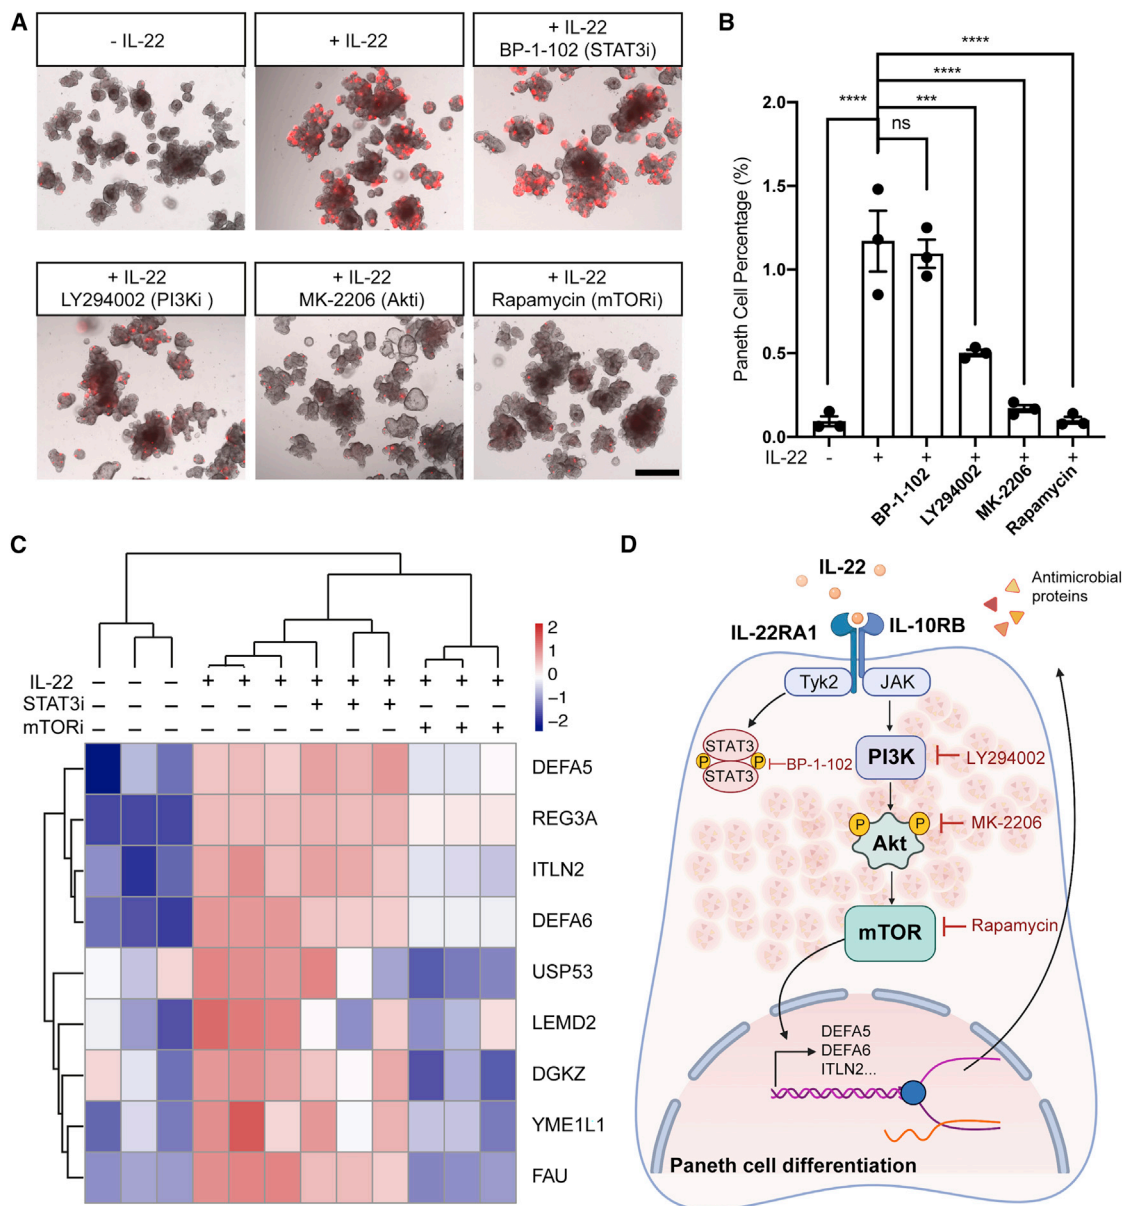 A
- IL-22
+ IL-22
+ IL-22
BP-1-102 (STAT3i)
+ IL-22
LY294002 (PI3Ki )
+ IL-22
MK-2206 (Akti)
+ IL-22
Rapamycin (mTORi)
B
****
****
**** ***
ns
Paneth Cell Percentage (%)
2.0
1.5
1.0
0.5
0.0
IL-22 - + + + + +
BP-1-102
LY294002
MK-2206
Rapamycin
C
IL-22 – – – + + + + + + + + +
STAT3i – – – – – – + + + – – –
mTORi – – – – – – – – – + + +
2
1
0
−1
−2
DEFA5
REG3A
ITLN2
DEFA6
USP53
LEMD2
DGKZ
YME1L1
FAU
D
IL-22
Antimicrobial
proteins
IL-22RA1
IL-10RB
Tyk2
JAK
STAT3
P P
STAT3
BP-1-102
PI3K
LY294002
P P
Akt
MK-2206
mTOR
Rapamycin
DEFA5
DEFA6
ITLN2...
Paneth cell differentiation